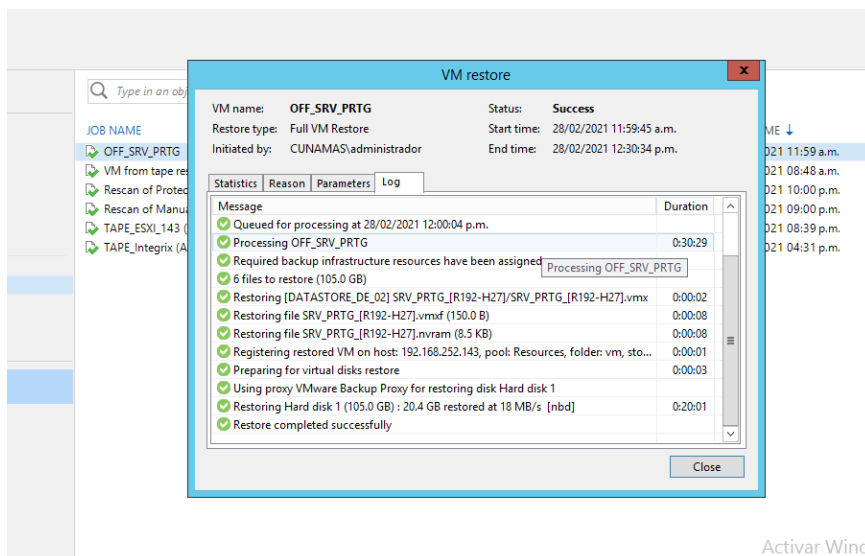 VM restore
Type in an obj
JOB NAME
ME
OFF_SRV_PRTG
021 11:59 a.m.
VM from tape res
021 08:48 a.m.
Rescan of Protec
021 10:00 p.m.
Rescan of Manua
021 09:00 p.m.
TAPE_ESXI_143 (
021 08:39 p.m.
TAPE_Integrix (A
021 04:31 p.m.
VM name: OFF_SRV_PRTG Status: Success
Restore type: Full VM Restore Start time: 28/02/2021 11:59:45 a.m.
Initiated by: CUNAMAS\administrador End time: 28/02/2021 12:30:34 p.m.
Statistics Reason Parameters Log
Message Duration
Queued for processing at 28/02/2021 12:00:04 p.m.
Processing OFF_SRV_PRTG 0:30:29
Required backup infrastructure resources have been assigned
Processing OFF_SRV_PRTG
6 files to restore (105.0 GB)
Restoring [DATASTORE_DE_02] SRV_PRTG_[R192-H27]/SRV_PRTG_[R192-H27].vmx 0:00:02
Restoring file SRV_PRTG_[R192-H27].vmxf (150.0 B) 0:00:08
Restoring file SRV_PRTG_[R192-H27].nvram (8.5 KB) 0:00:08
Registering restored VM on host: 192.168.252.143, pool: Resources, folder: vm, sto... 0:00:01
Preparing for virtual disks restore 0:00:03
Using proxy VMware Backup Proxy for restoring disk Hard disk 1
Restoring Hard disk 1 (105.0 GB) : 20.4 GB restored at 18 MB/s [nbd] 0:20:01
Restore completed successfully
Close
Activar Wind